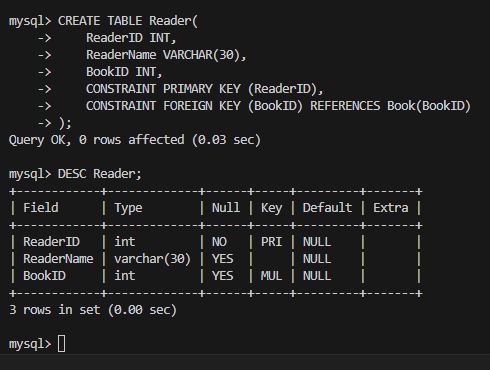 mysql> CREATE TABLE Reader(
    ->     ReaderID INT,
    ->     ReaderName VARCHAR(30),
    ->     BookID INT,
    ->     CONSTRAINT PRIMARY KEY (ReaderID),
    ->     CONSTRAINT FOREIGN KEY (BookID) REFERENCES Book(BookID)
    -> );
Query OK, 0 rows affected (0.03 sec)

mysql> DESC Reader;
+------------+-------------+------+-----+---------+-------+
| Field      | Type        | Null | Key | Default | Extra |
+------------+-------------+------+-----+---------+-------+
| ReaderID   | int         | NO   | PRI | NULL    |       |
| ReaderName | varchar(30) | YES  |     | NULL    |       |
| BookID     | int         | YES  | MUL | NULL    |       |
+------------+-------------+------+-----+---------+-------+
3 rows in set (0.00 sec)

mysql>